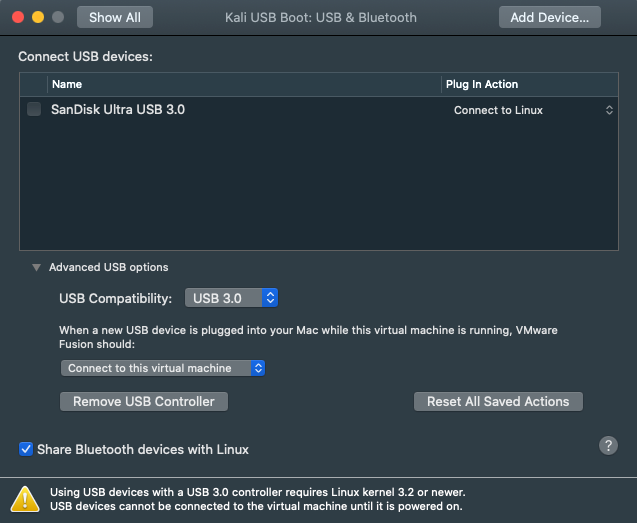 Show All
Kali USB Boot: USB & Bluetooth
Add Device...
Connect USB devices:
Name Plug In Action
SanDisk Ultra USB 3.0 Connect to Linux
Advanced USB options
USB Compatibility: USB 3.0
When a new USB device is plugged into your Mac while this virtual machine is running, VMware
Fusion should:
Connect to this virtual machine
Remove USB Controller Reset All Saved Actions
Share Bluetooth devices with Linux ?
Using USB devices with a USB 3.0 controller requires Linux kernel 3.2 or newer.
USB devices cannot be connected to the virtual machine until it is powered on.